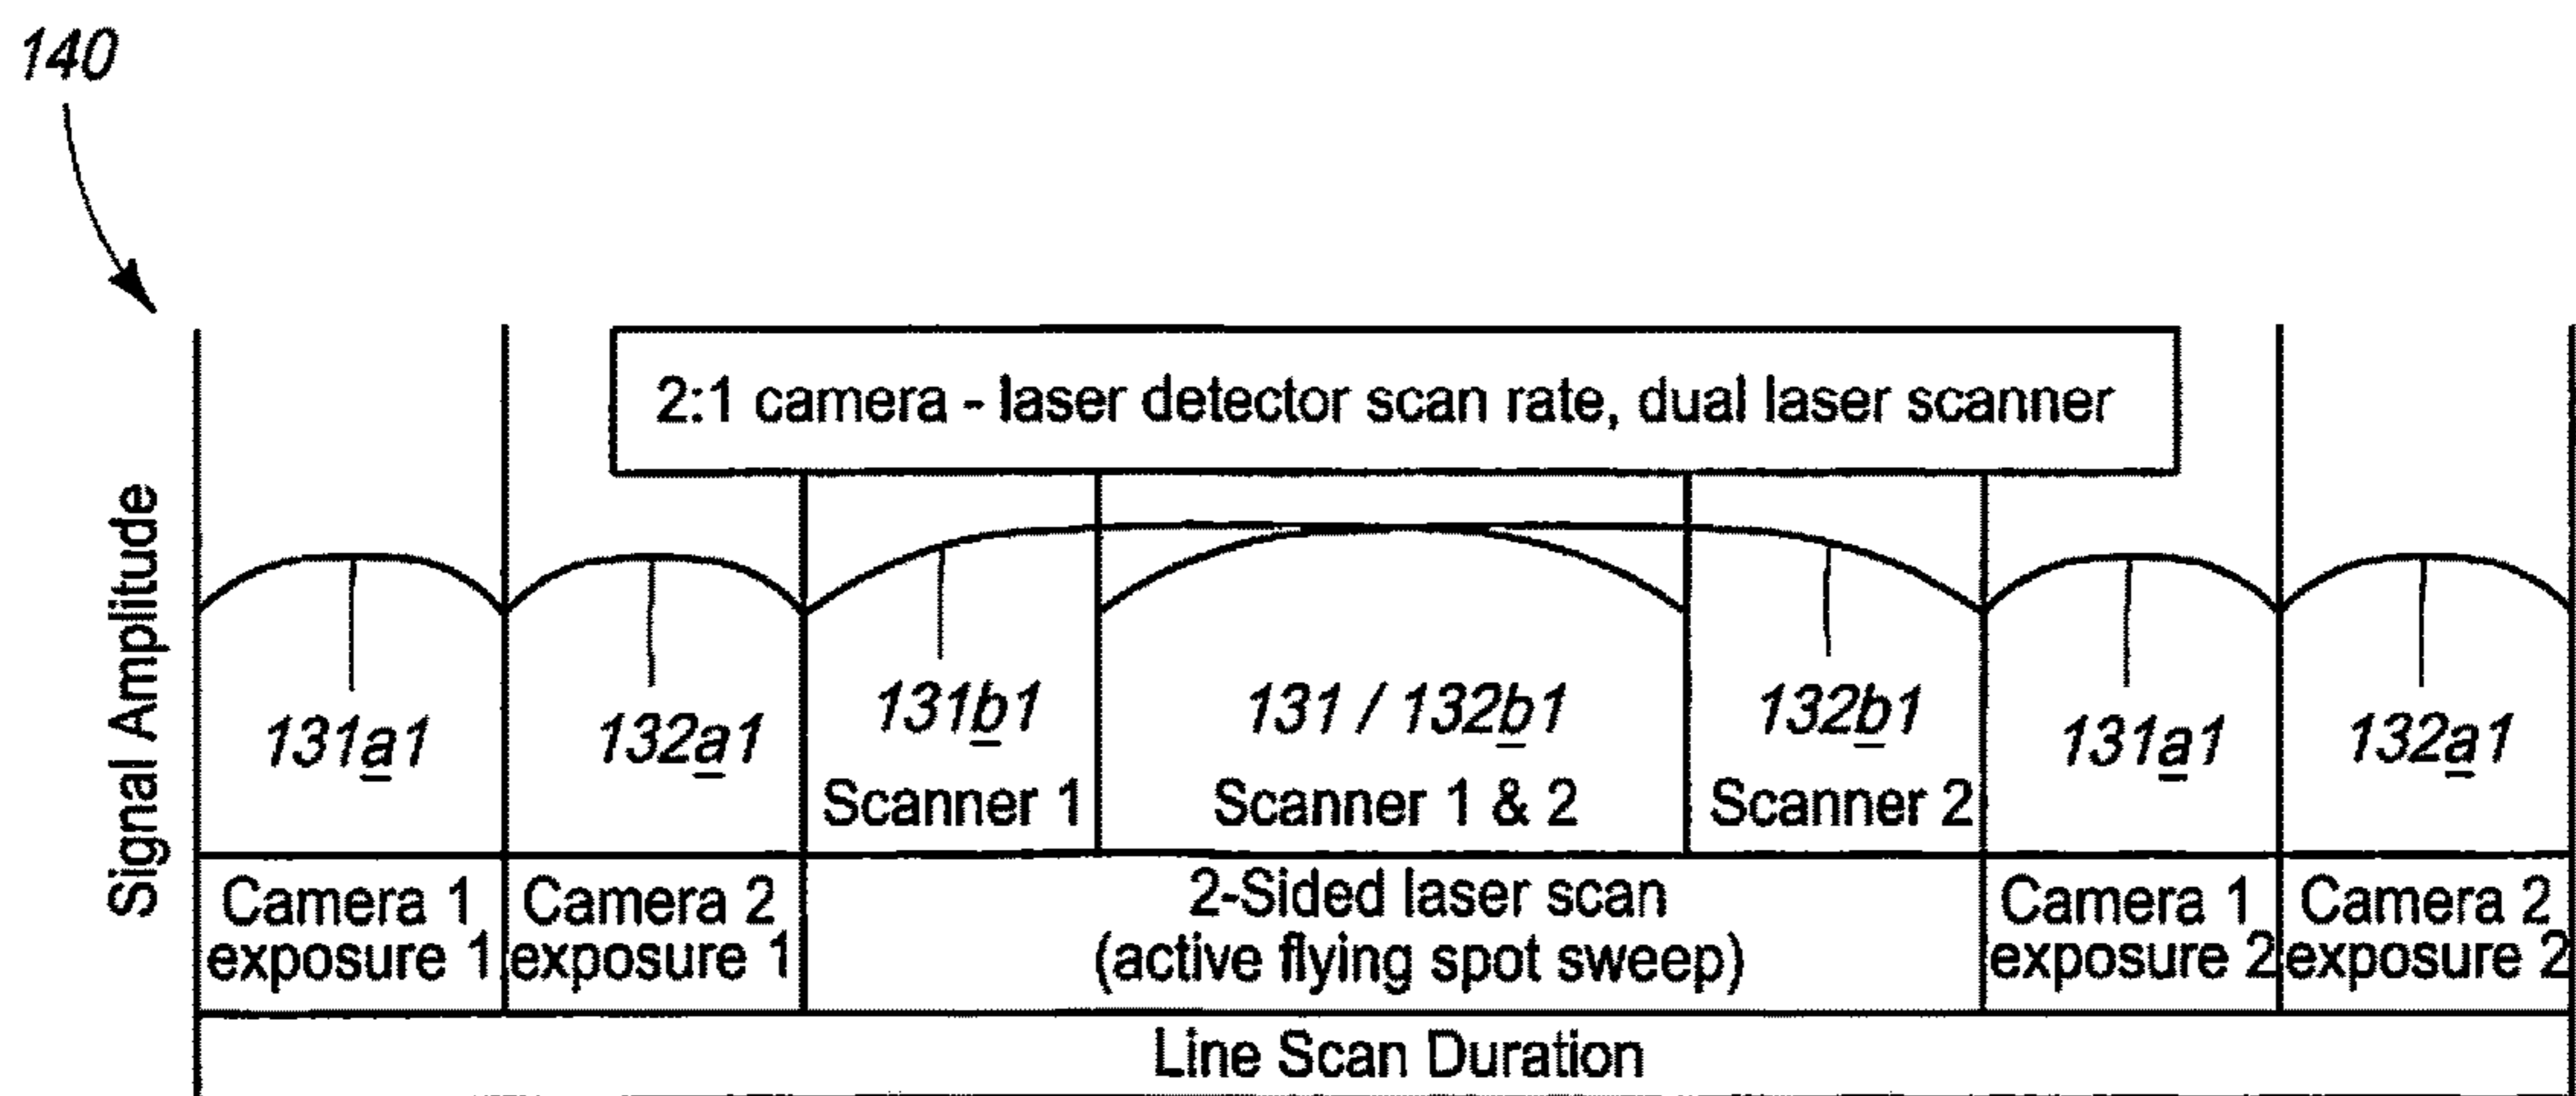 140
2:1 camera - laser detector scan rate, dual laser scanner
Signal Amplitude
131a1
132a1
131b1
Scanner 1
131 / 132b1
Scanner 1 & 2
132b1
Scanner 2
131a1
132a1
Camera 1
exposure 1
Camera 2
exposure 1
2-Sided laser scan
(active flying spot sweep)
Camera 1
exposure 2
Camera 2
exposure 2
Line Scan Duration